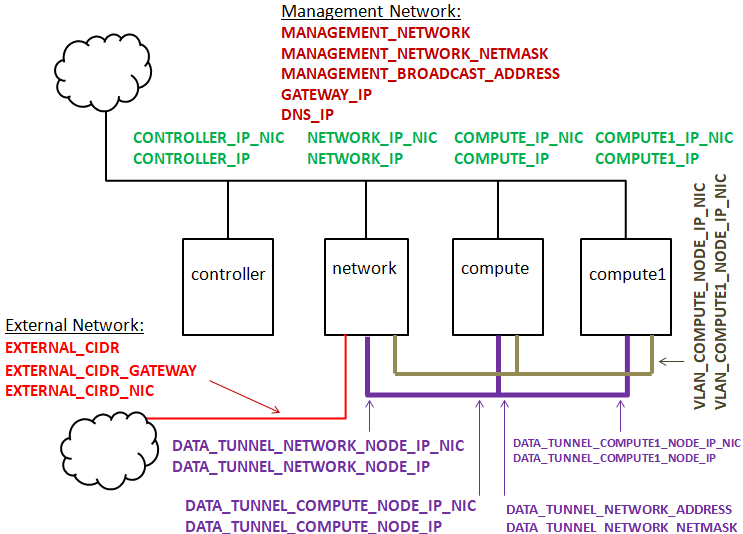 Management Network:
MANAGEMENT_NETWORK
MANAGEMENT_NETWORK_NETMASK
MANAGEMENT_BROADCAST_ADDRESS
GATEWAY_IP
DNS_IP
CONTROLLER_IP_NIC
CONTROLLER_IP
NETWORK_IP_NIC
NETWORK_IP
COMPUTE_IP_NIC
COMPUTE_IP
COMPUTE1_IP_NIC
COMPUTE1_IP
controller
network
compute
compute1
VLAN_COMPUTE_NODE_IP_NIC
VLAN_COMPUTE1_NODE_IP_NIC
External Network:
EXTERNAL_CIDR
EXTERNAL_CIDR_GATEWAY
EXTERNAL_CIRD_NIC
DATA_TUNNEL_NETWORK_NODE_IP_NIC
DATA_TUNNEL_NETWORK_NODE_IP
DATA_TUNNEL_COMPUTE1_NODE_IP_NIC
DATA_TUNNEL_COMPUTE1_NODE_IP
DATA_TUNNEL_COMPUTE_NODE_IP_NIC
DATA_TUNNEL_COMPUTE_NODE_IP
DATA_TUNNEL_NETWORK_ADDRESS
DATA_TUNNEL_NETWORK_NETMASK